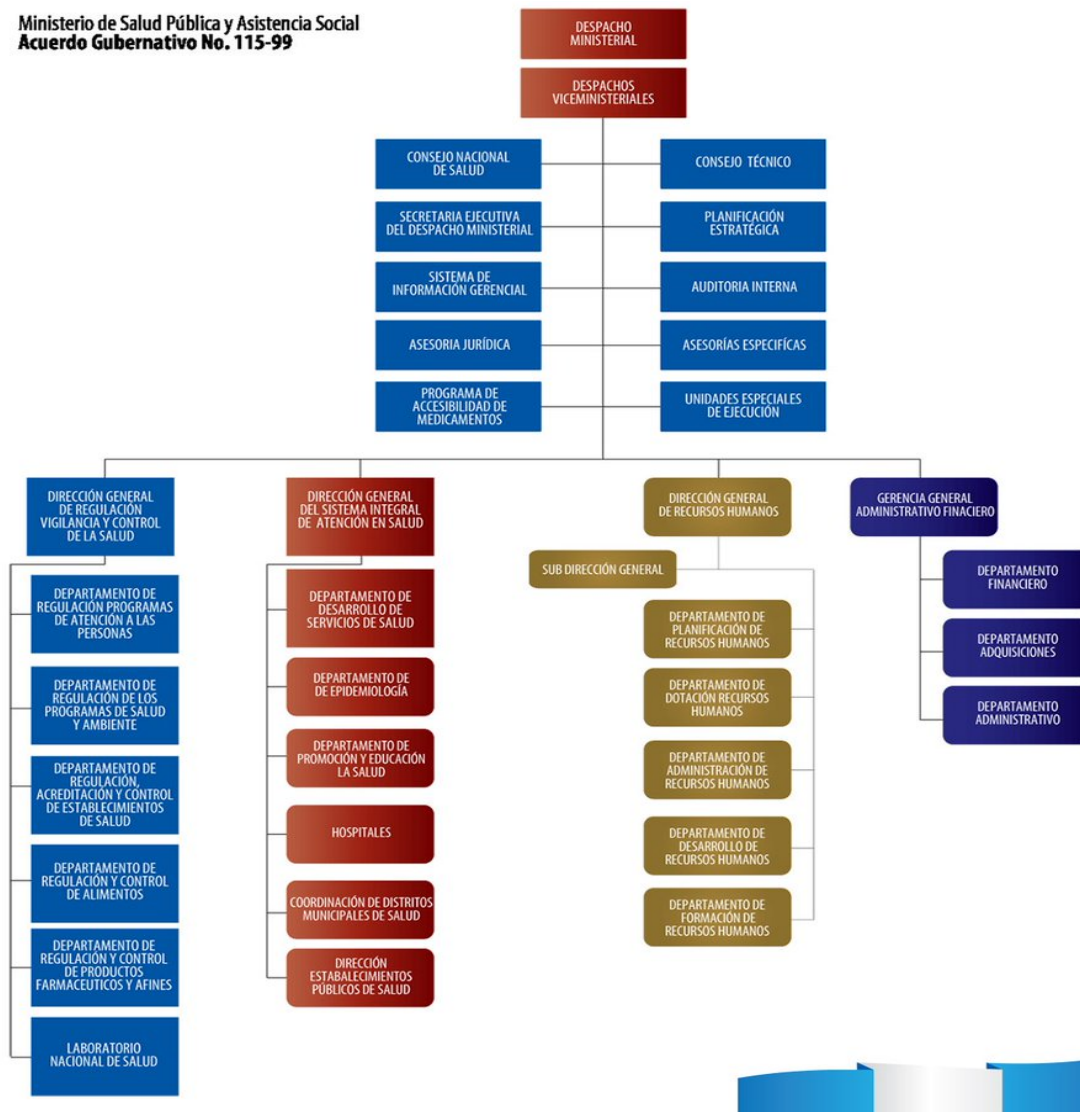 Ministerio de Salud Pública y Asistencia Social
Acuerdo Gubernativo No. 115-99
DESPACHO
MINISTERIAL
DESPACHOS
VICEMINISTERIALES
CONSEJO NACIONAL
DE SALUD
CONSEJO TÉCNICO
SECRETARIA EJECUTIVA
DEL DESPACHO MINISTERIAL
PLANIFICACIÓN
ESTRATÉGICA
SISTEMA DE
INFORMACIÓN GERENCIAL
AUDITORIA INTERNA
ASESORIA JURÍDICA
ASESORÍAS ESPECIFÍCAS
PROGRAMA DE
ACCESIBILIDAD DE
MEDICAMENTOS
UNIDADES ESPECIALES
DE EJECUCIÓN
DIRECCIÓN GENERAL
DE REGULACIÓN
VIGILANCIA Y CONTROL
DE LA SALUD
DEPARTAMENTO DE
REGULACIÓN PROGRAMAS
DE ATENCIÓN A LAS
PERSONAS
DEPARTAMENTO DE
REGULACIÓN DE LOS
PROGRAMAS DE SALUD
Y AMBIENTE
DEPARTAMENTO DE
REGULACIÓN,
ACREDITACIÓN Y CONTROL
DE ESTABLECIMIENTOS
DE SALUD
DEPARTAMENTO DE
REGULACIÓN Y CONTROL
DE ALIMENTOS
DEPARTAMENTO DE
REGULACIÓN Y CONTROL
DE PRODUCTOS
FARMACEUTICOS Y AFINES
LABORATORIO
NACIONAL DE SALUD
DIRECCIÓN GENERAL
DEL SISTEMA INTEGRAL
DE ATENCIÓN EN SALUD
DEPARTAMENTO DE
DESARROLLO DE
SERVICIOS DE SALUD
DEPARTAMENTO DE
DE EPIDEMIOLOGÍA
DEPARTAMENTO DE
PROMOCIÓN Y EDUCACIÓN
LA SALUD
HOSPITALES
COORDINACIÓN DE DISTRITOS
MUNICIPALES DE SALUD
DIRECCIÓN
ESTABALECIMIENTOS
PÚBLICOS DE SALUD
DIRECCIÓN GENERAL
DE RECURSOS HUMANOS
SUB DIRECCIÓN GENERAL
DEPARTAMENTO DE
PLANIFICACIÓN DE
RECURSOS HUMANOS
DEPARTAMENTO DE
DOTACIÓN RECURSOS
HUMANOS
DEPARTAMENTO DE
ADMINISTRACIÓN DE
RECURSOS HUMANOS
DEPARTAMENTO DE
DESARROLLO DE
RECURSOS HUMANOS
DEPARTAMENTO DE
FORMACIÓN DE
RECURSOS HUMANOS
GERENCIA GENERAL
ADMINISTRATIVO FINACIERO
DEPARTAMENTO
FINANCIERO
DEPARTAMENTO
ADQUISICIONES
DEPARTAMENTO
ADMINISTRATIVO